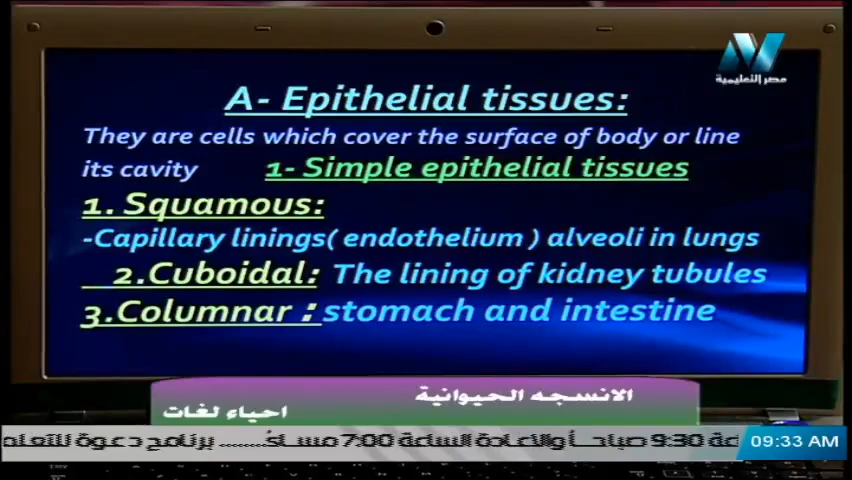 مصر التعليمية
A- Epithelial tissues:
They are cells which cover the surface of body or line
its cavity 1- Simple epithelial tissues
1. Squamous:
-Capillary linings( endothelium ) alveoli in lungs
2.Cuboidal: The lining of kidney tubules
3.Columnar : stomach and intestine
الانسجه الحيوانية
احياء لغات
عة 9:30 صباحاً والاعادة الساعة 7:00 مساءً....... برنامج دعوة للتعلم
09:33 AM